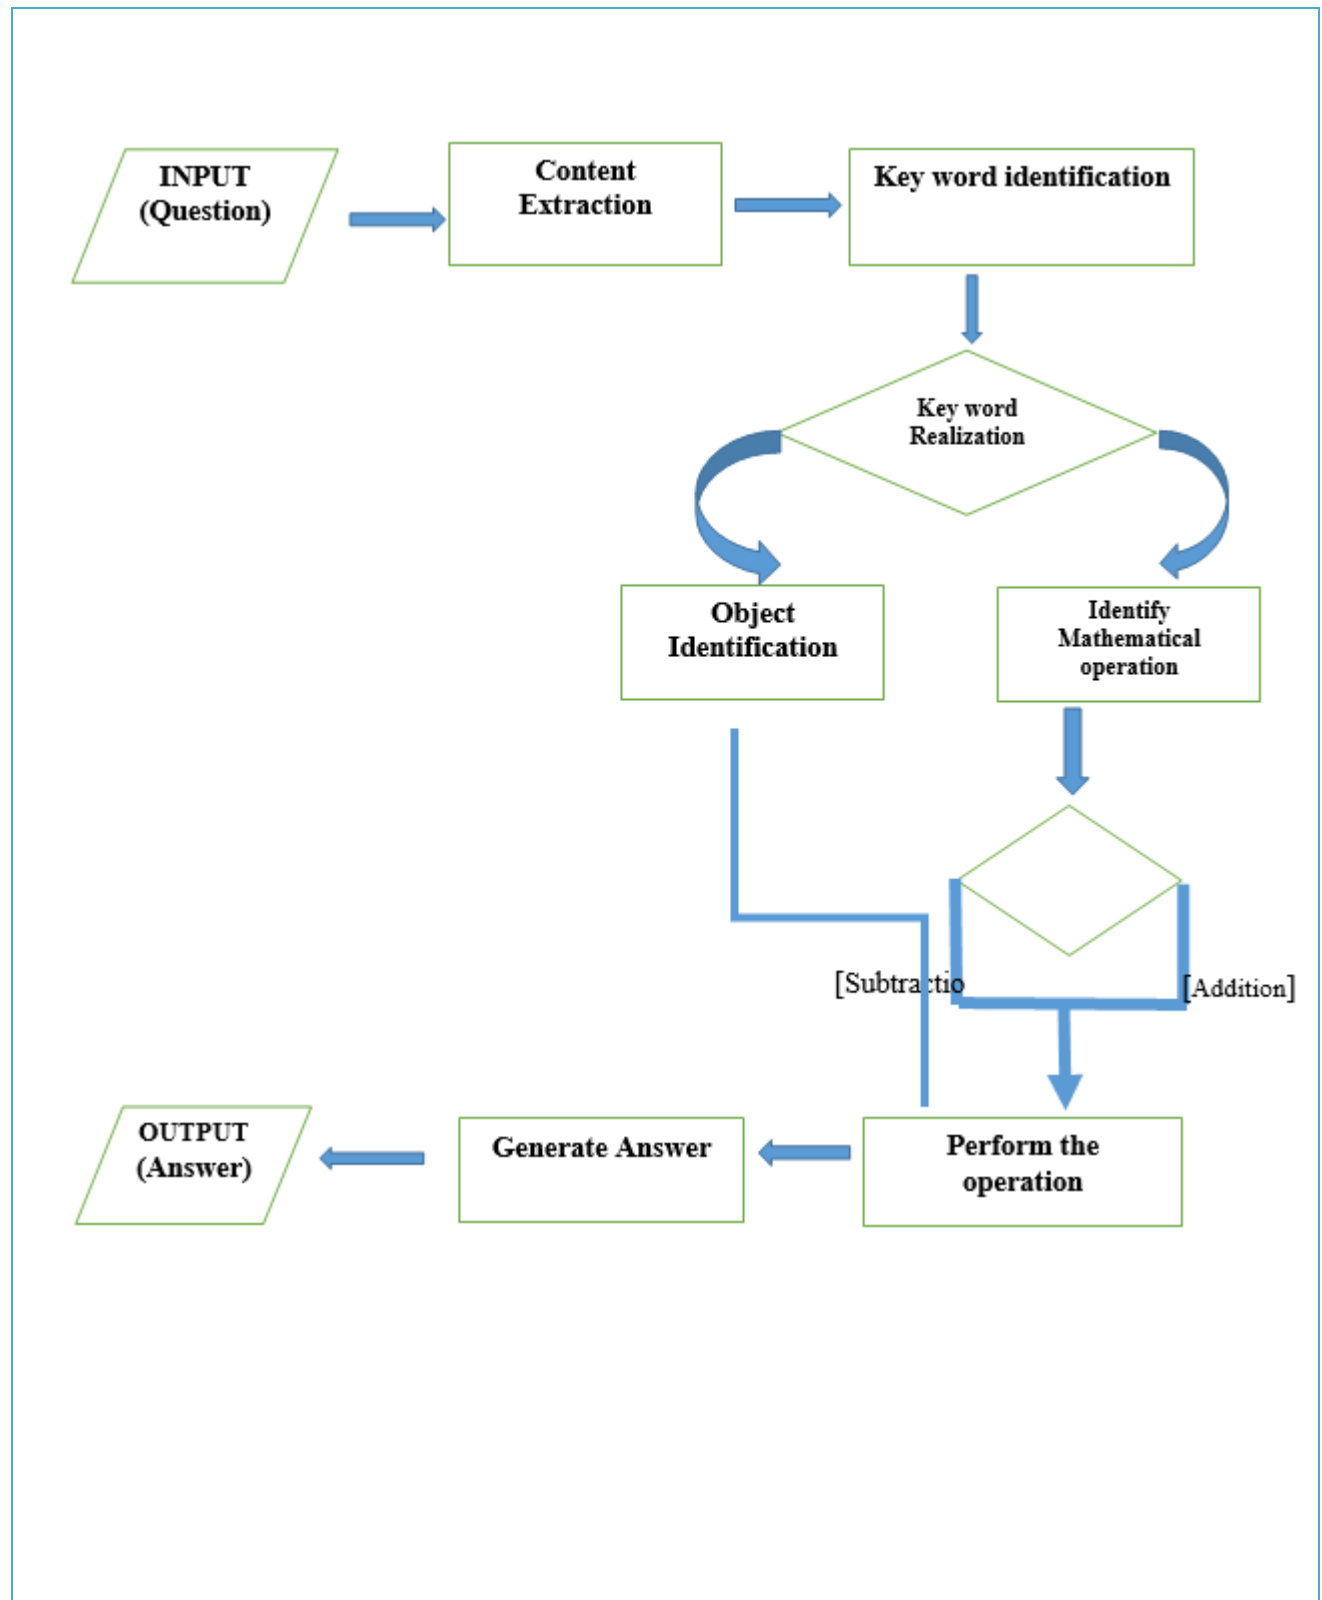 INPUT
(Question)
Content
Extraction
Key word identification
Key word
Realization
Object
Identification
Identify
Mathematical
operation
[Subtractio
[Addition]
Perform the
operation
Generate Answer
OUTPUT
(Answer)